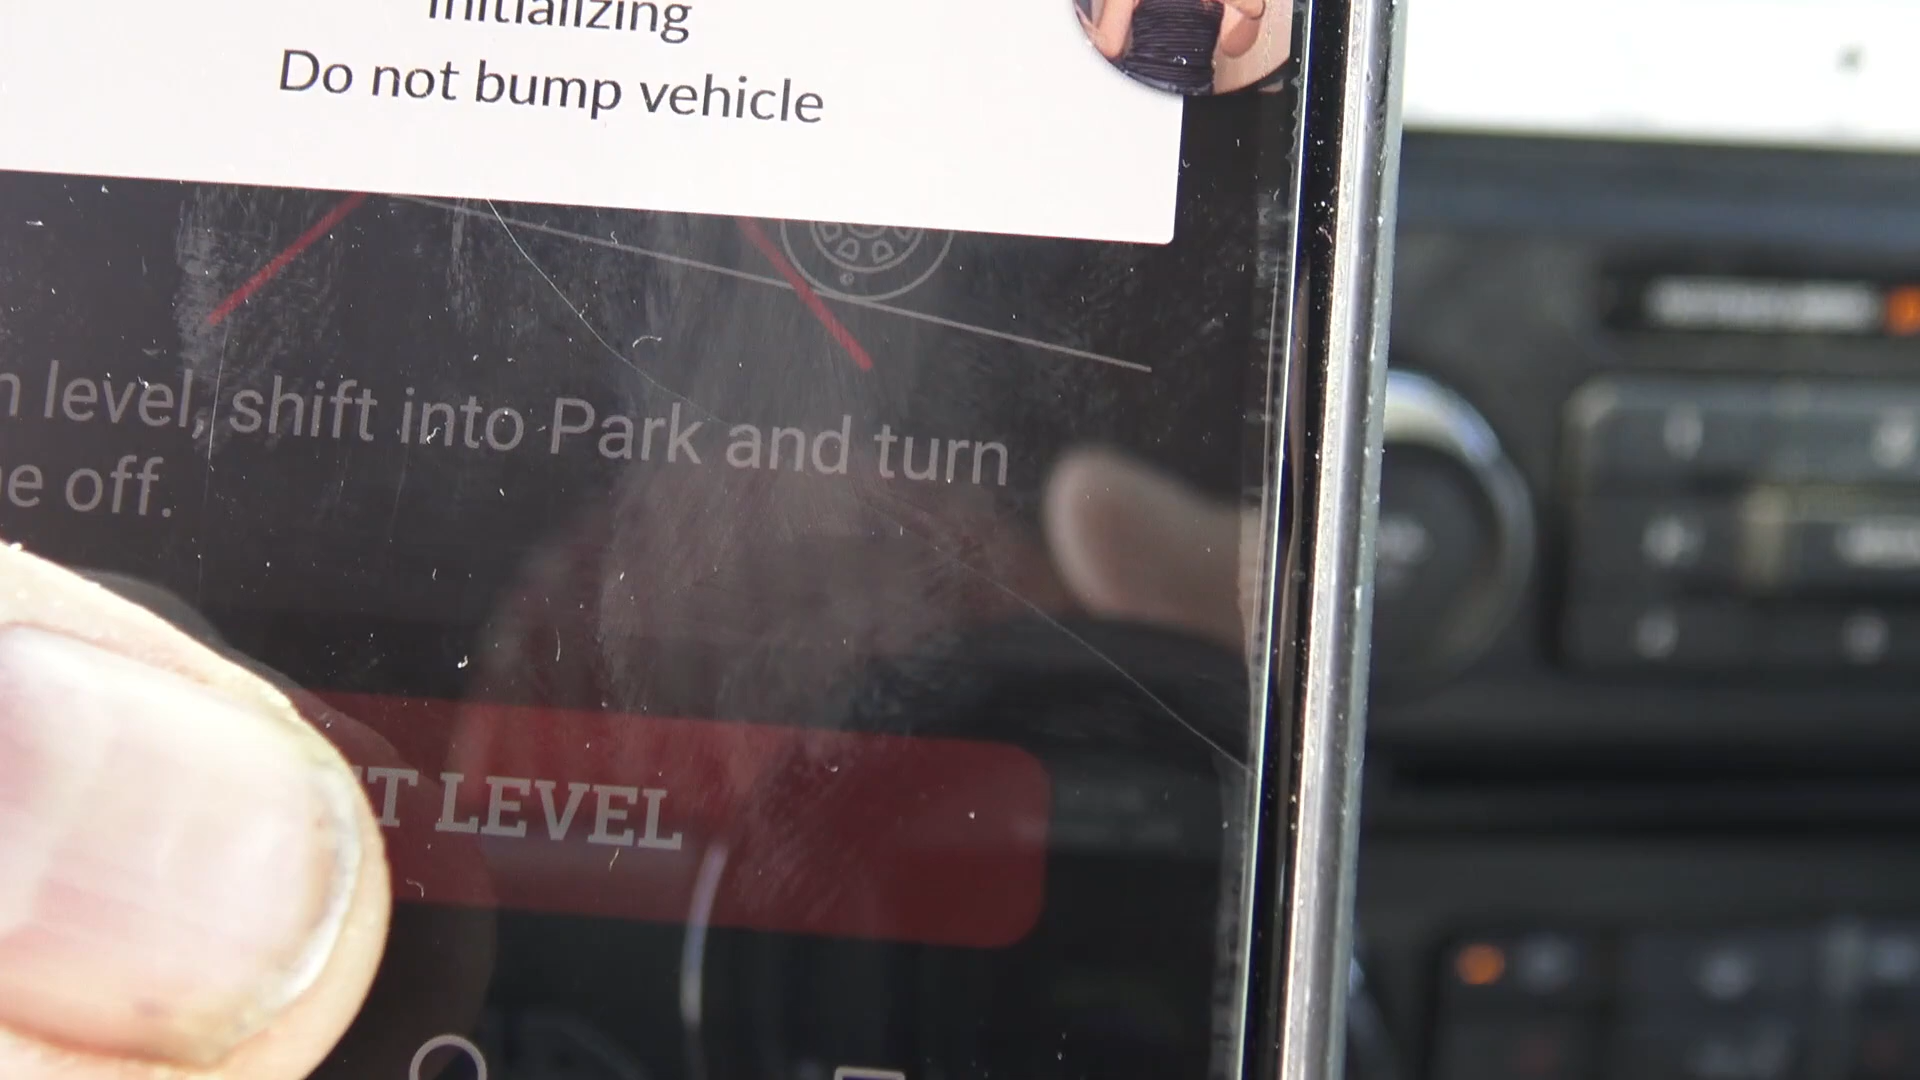 Initializing
Do not bump vehicle
level, shift into Park and turn
off.
LEVEL